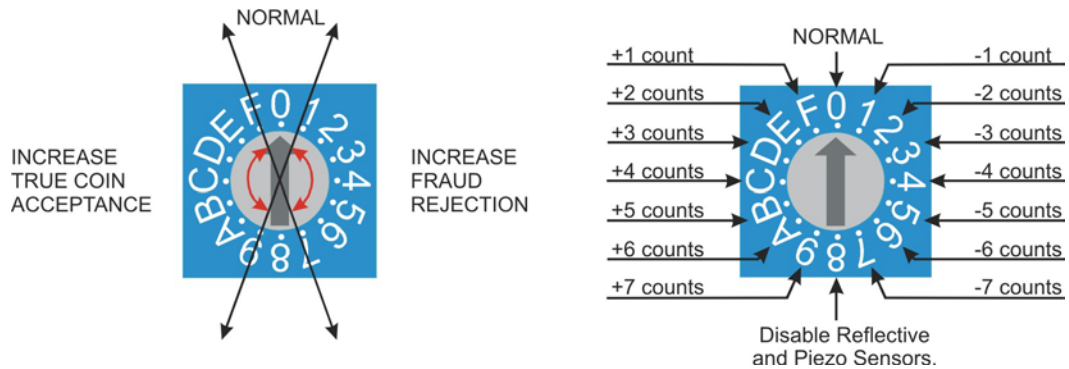 NORMAL
F 0 1
E 2
D 3
C 4
B 5
A 6
9 8 7
INCREASE
TRUE COIN
ACCEPTANCE
INCREASE
FRAUD
REJECTION
NORMAL
+1 count
+2 counts
+3 counts
+4 counts
+5 counts
+6 counts
+7 counts
F 0 1
E 2
D 3
C 4
B 5
A 6
9 8 7
-1 count
-2 counts
-3 counts
-4 counts
-5 counts
-6 counts
-7 counts
Disable Reflective
and Piezo Sensors.